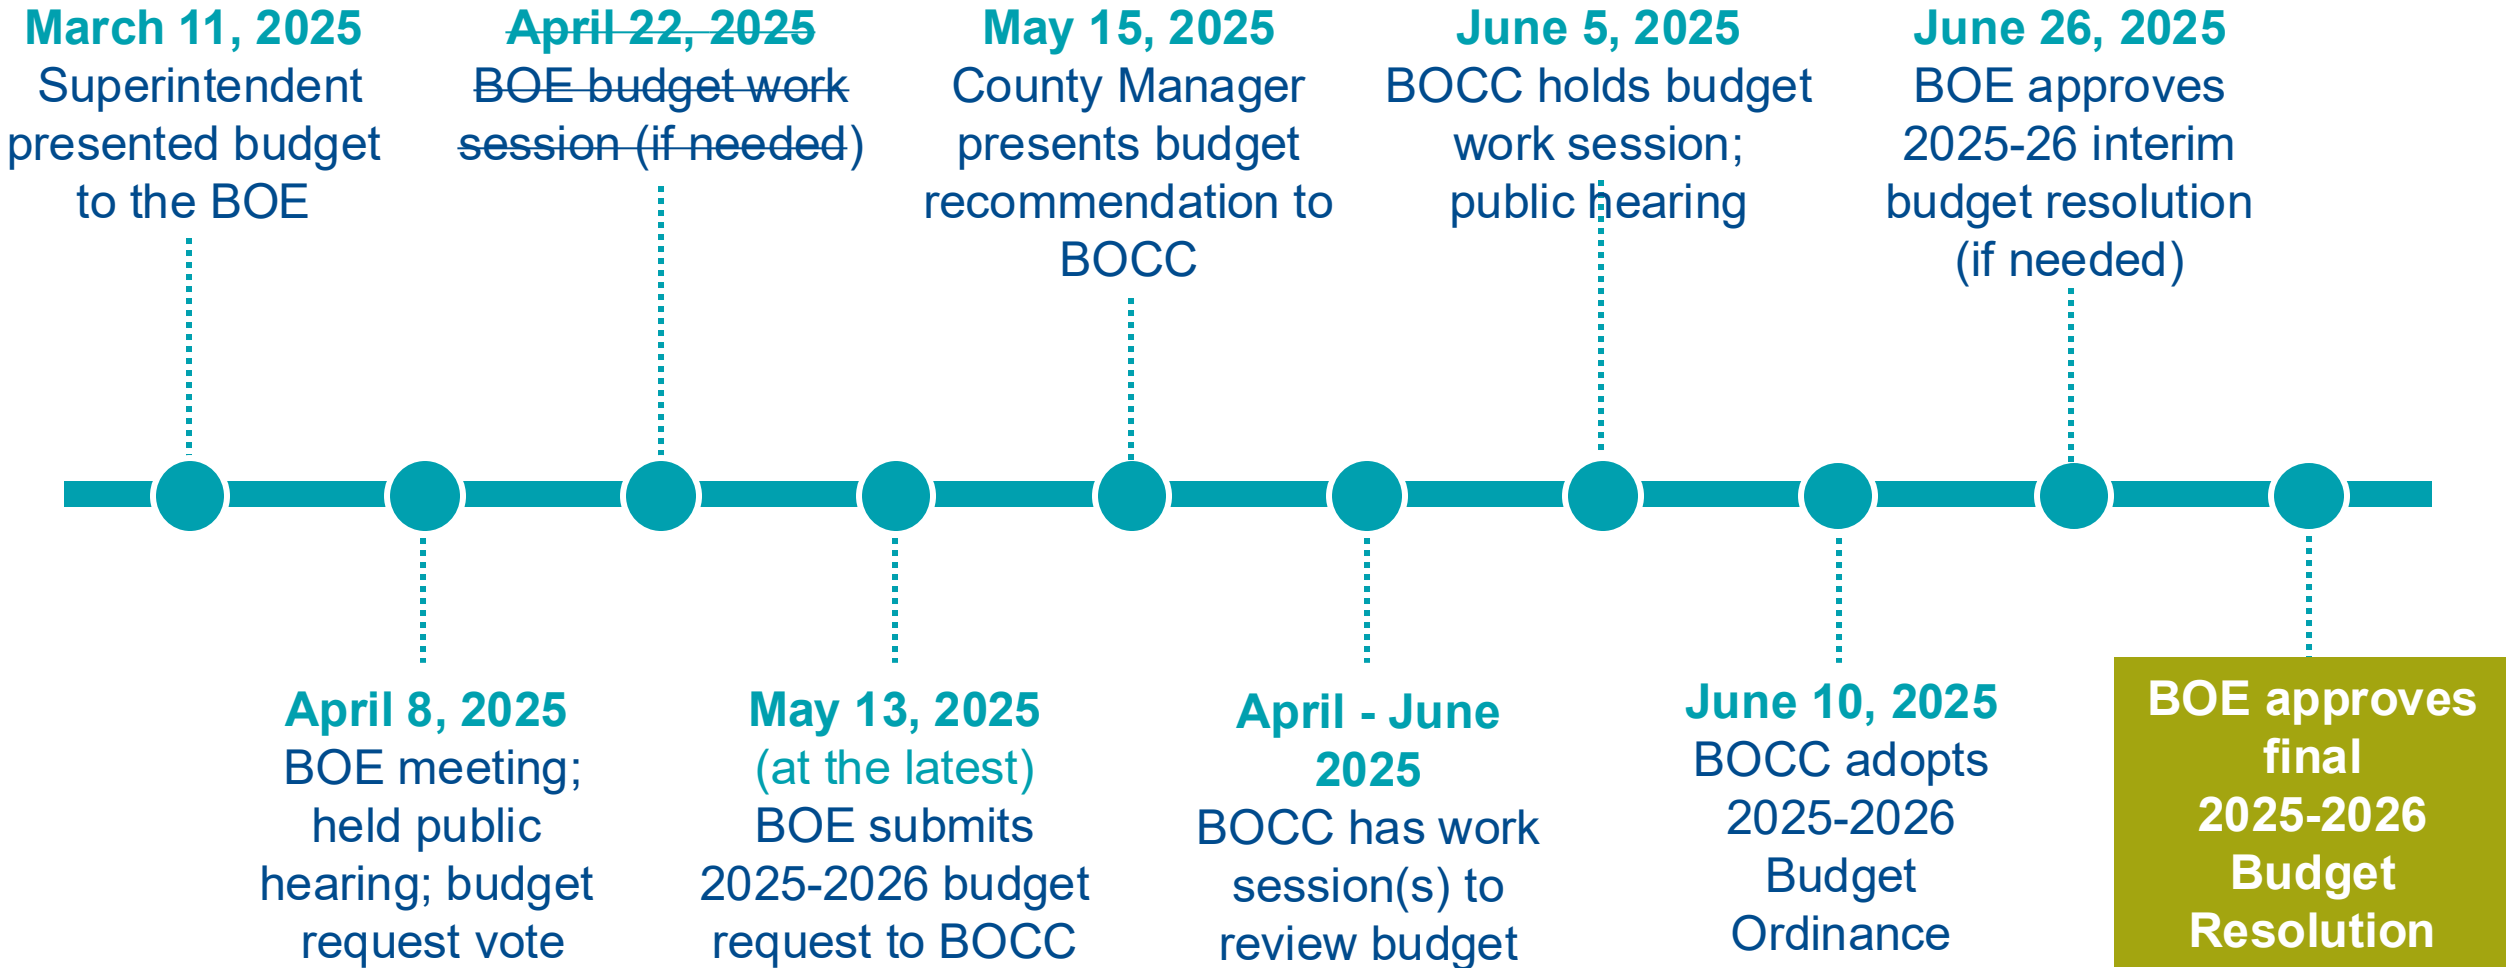 March 11, 2025
Superintendent
presented budget
to the BOE
April 22, 2025
BOE budget work
session (if needed)
May 15, 2025
County Manager
presents budget
recommendation to
BOCC
June 5, 2025
BOCC holds budget
work session;
public hearing
June 26, 2025
BOE approves
2025-26 interim
budget resolution
(if needed)
April 8, 2025
BOE meeting;
held public
hearing; budget
request vote
May 13, 2025
(at the latest)
BOE submits
2025-2026 budget
request to BOCC
April - June
2025
BOCC has work
session(s) to
review budget
June 10, 2025
BOCC adopts
2025-2026
Budget
Ordinance
BOE approves
final
2025-2026
Budget
Resolution